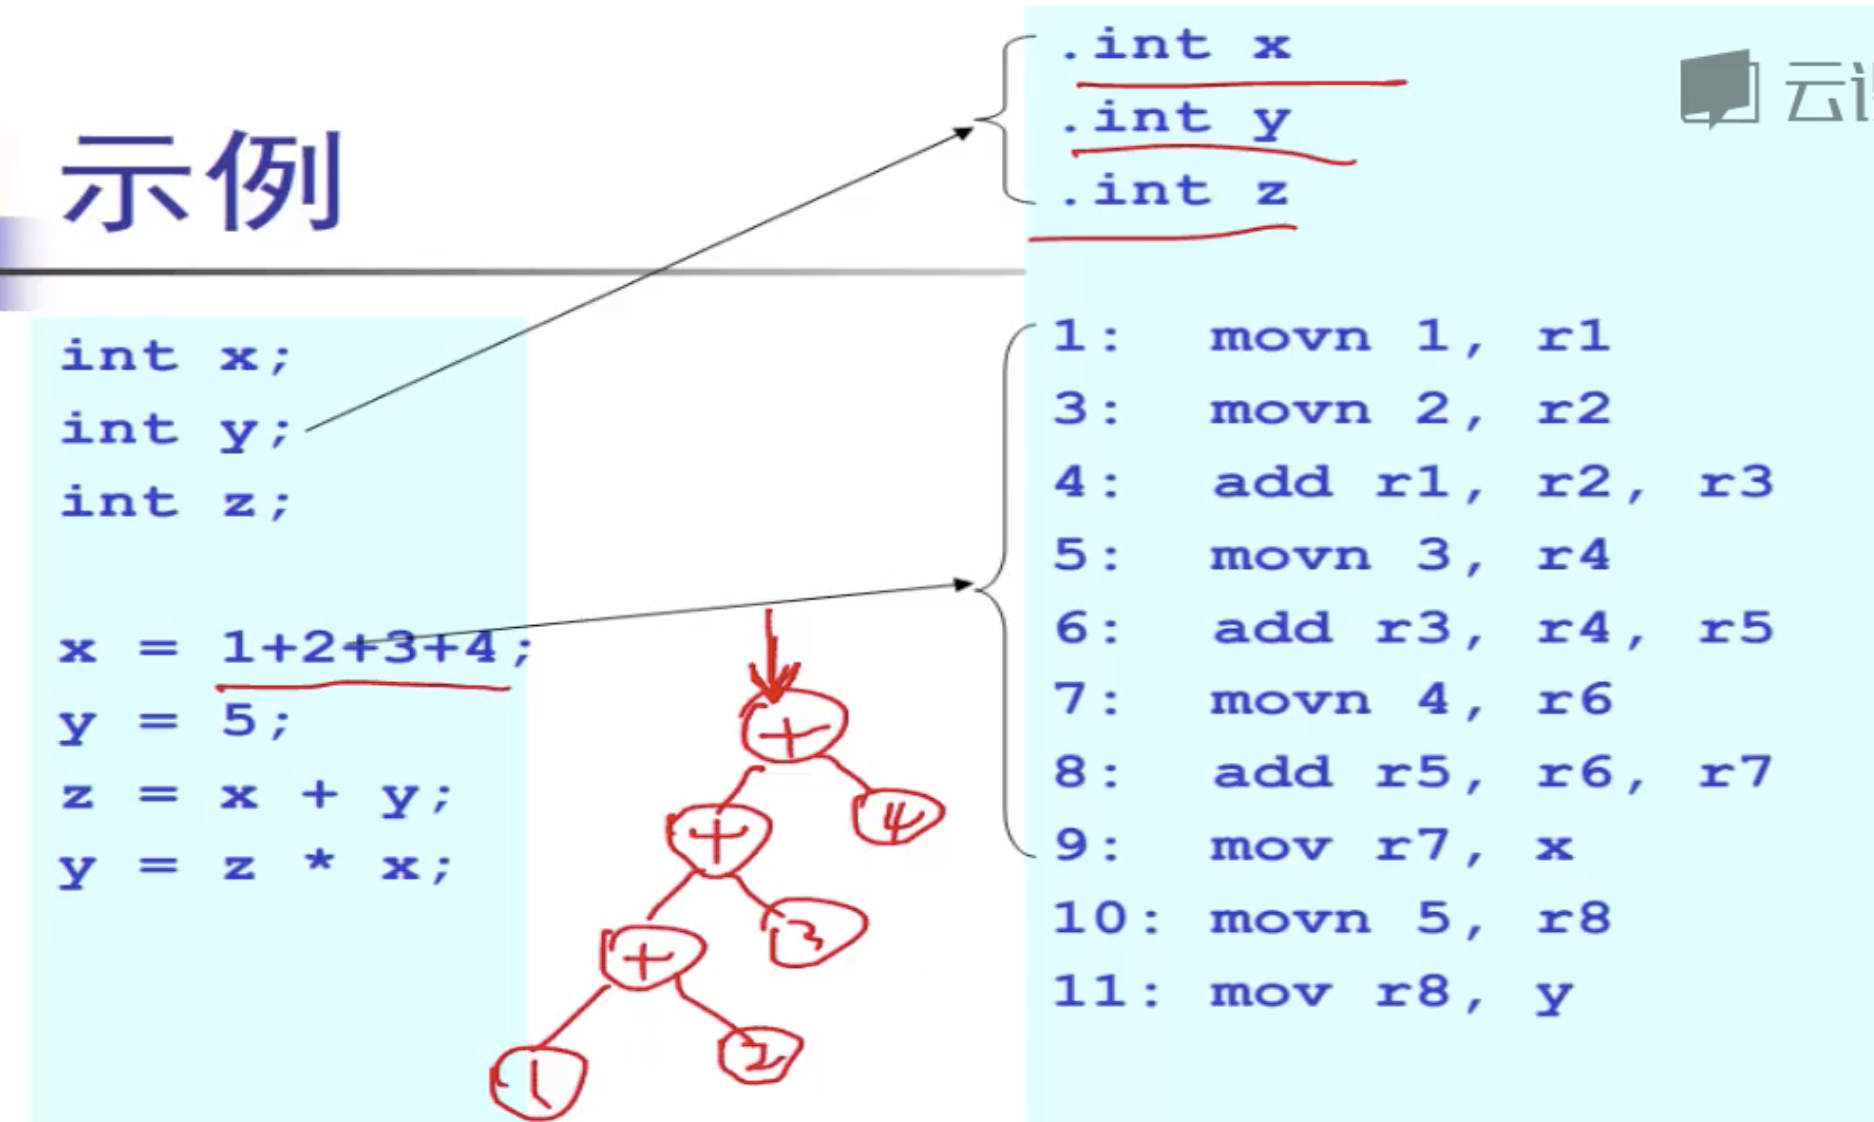 示例
int x;
int y;
int z;
x = 1+2+3+4;
y = 5;
z = x + y;
y = z * x;
+
+
4
+
3
1
2
.int x
.int y
.int z
1: movn 1, r1
3: movn 2, r2
4: add r1, r2, r3
5: movn 3, r4
6: add r3, r4, r5
7: movn 4, r6
8: add r5, r6, r7
9: mov r7, x
10: movn 5, r8
11: mov r8, y
云